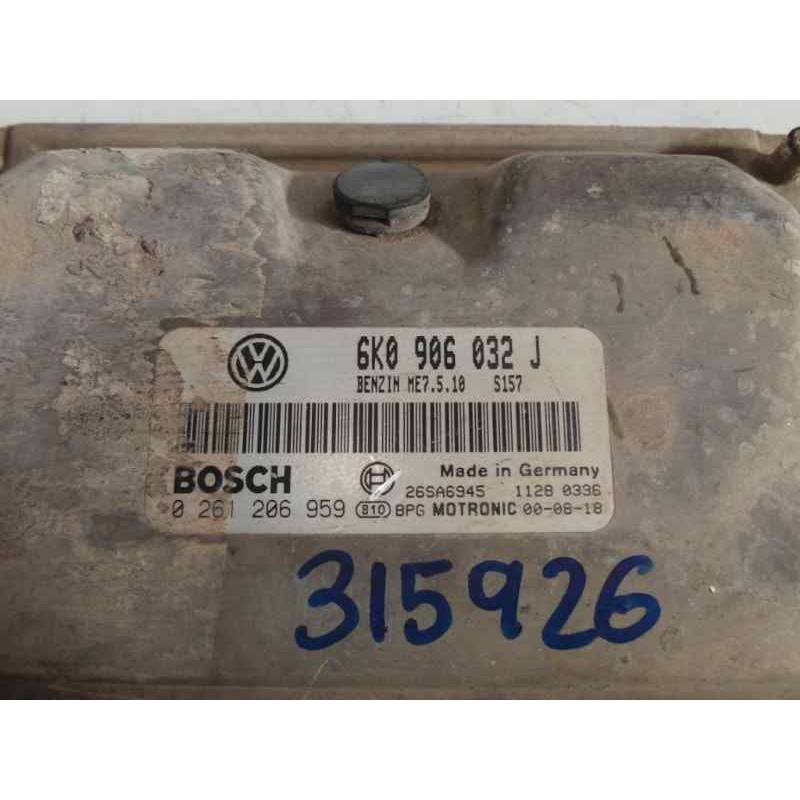 6K0 906 032 J
BENZIN ME7.5.10 S157
BOSCH Made in Germany
26SA6945 1128 0336
0 261 206 959 810 BPG MOTRONIC 00-08-18
315926